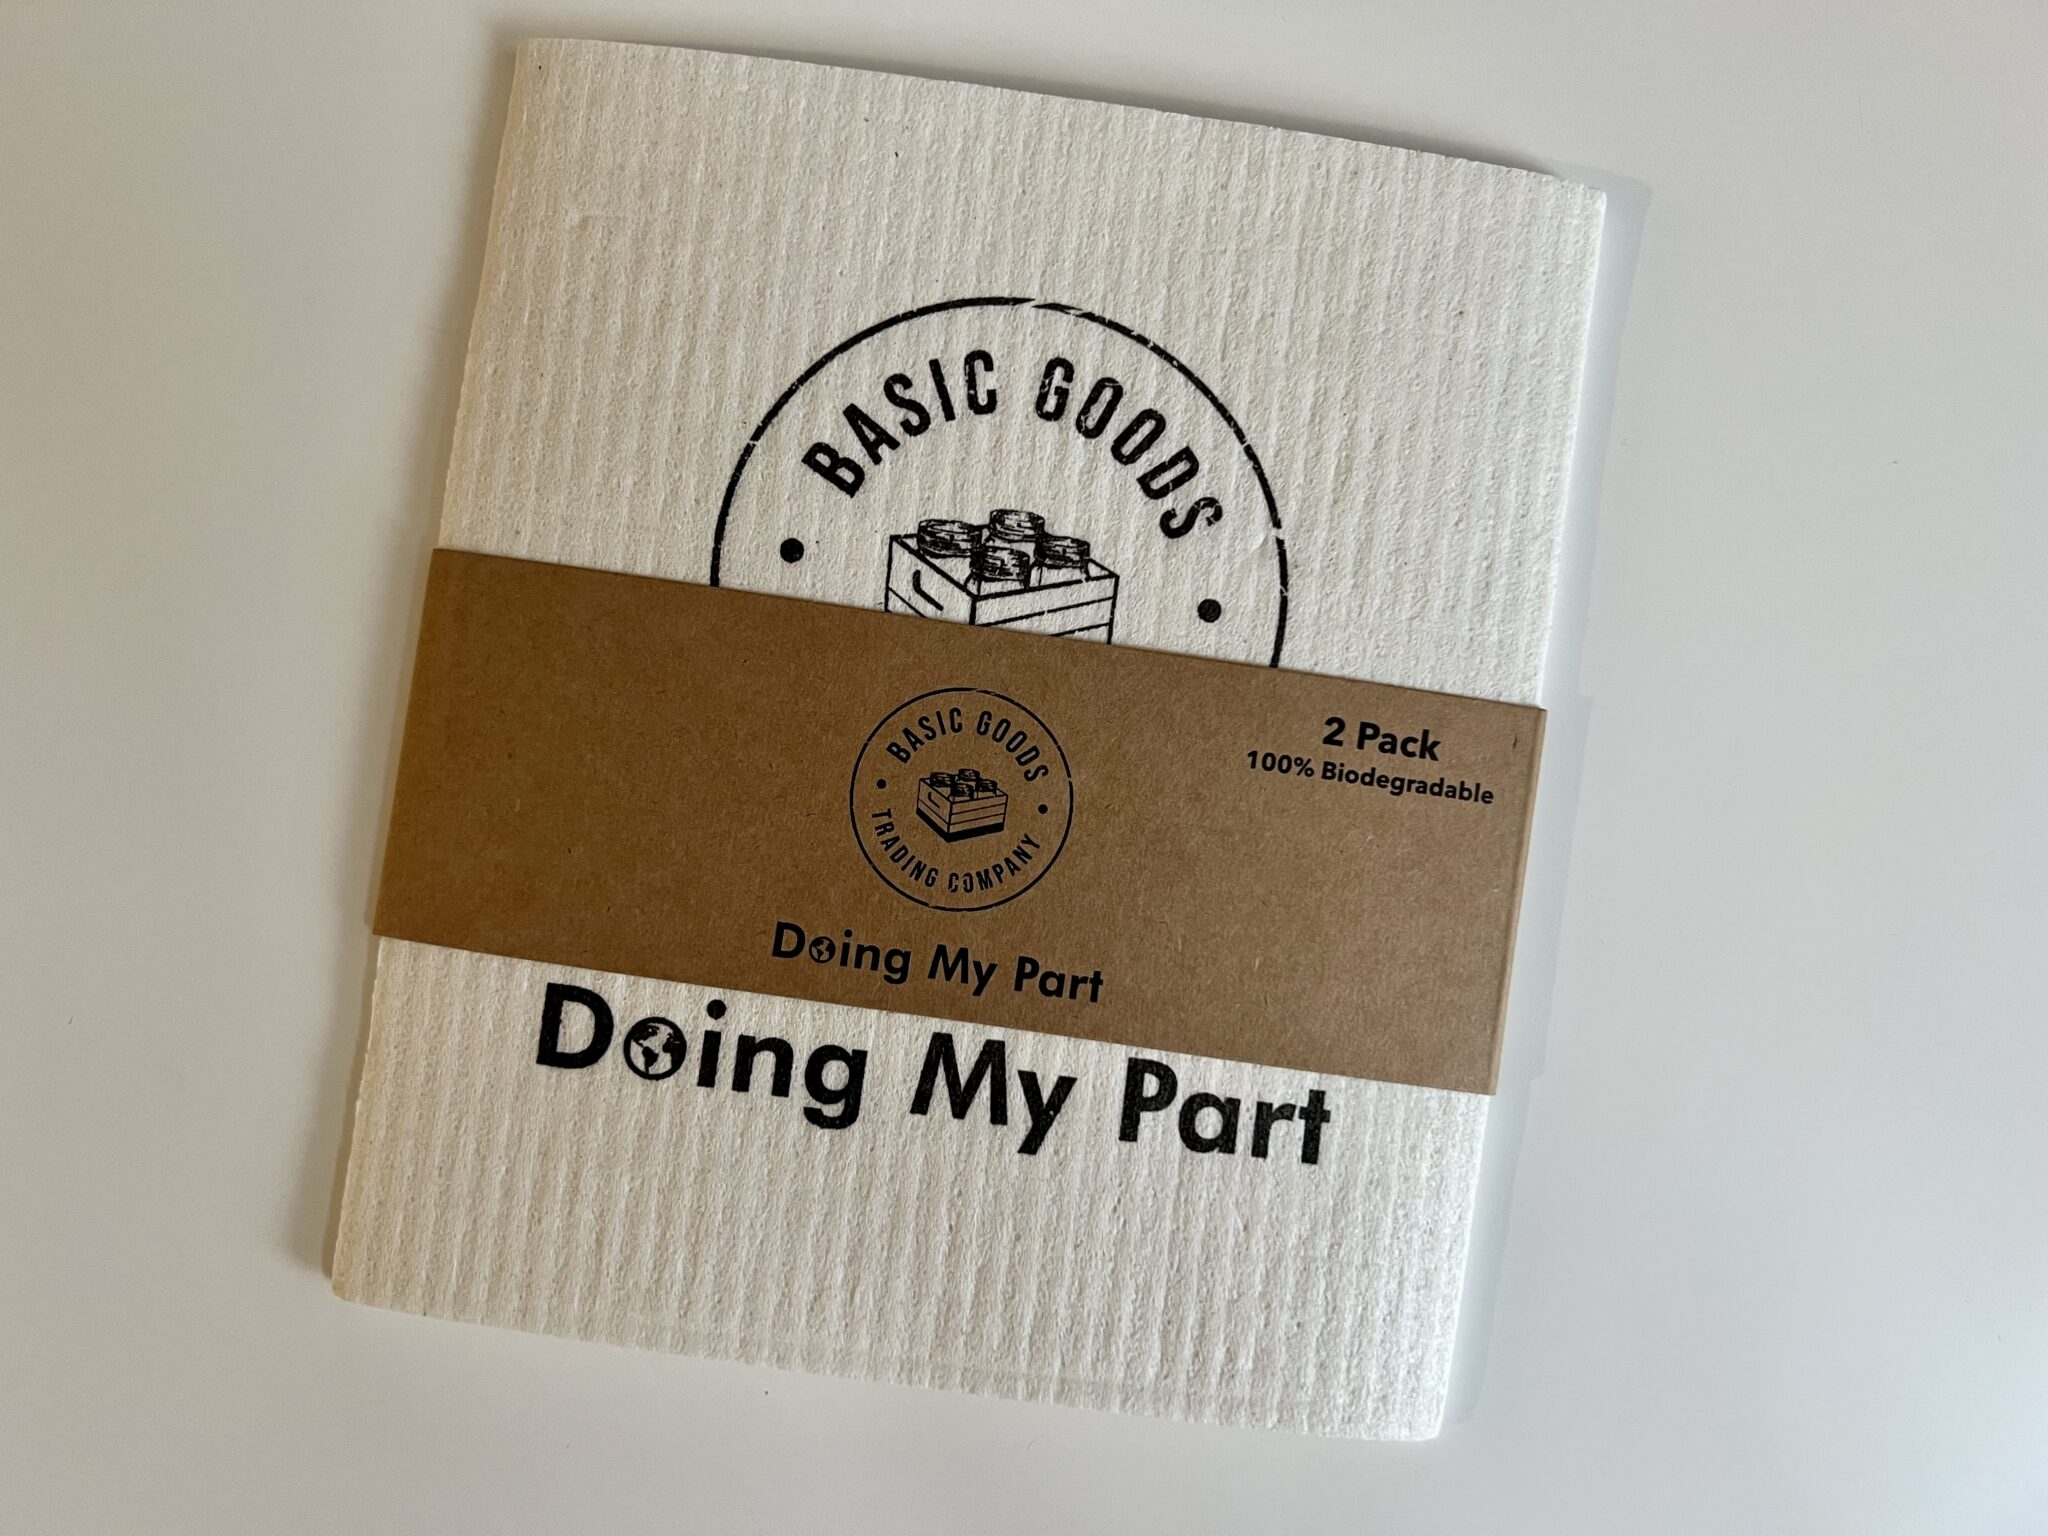 BASIC GOODS
BASIC GOODS
TRADING COMPANY
2 Pack
100% Biodegradable
Doing My Part
Doing My Part